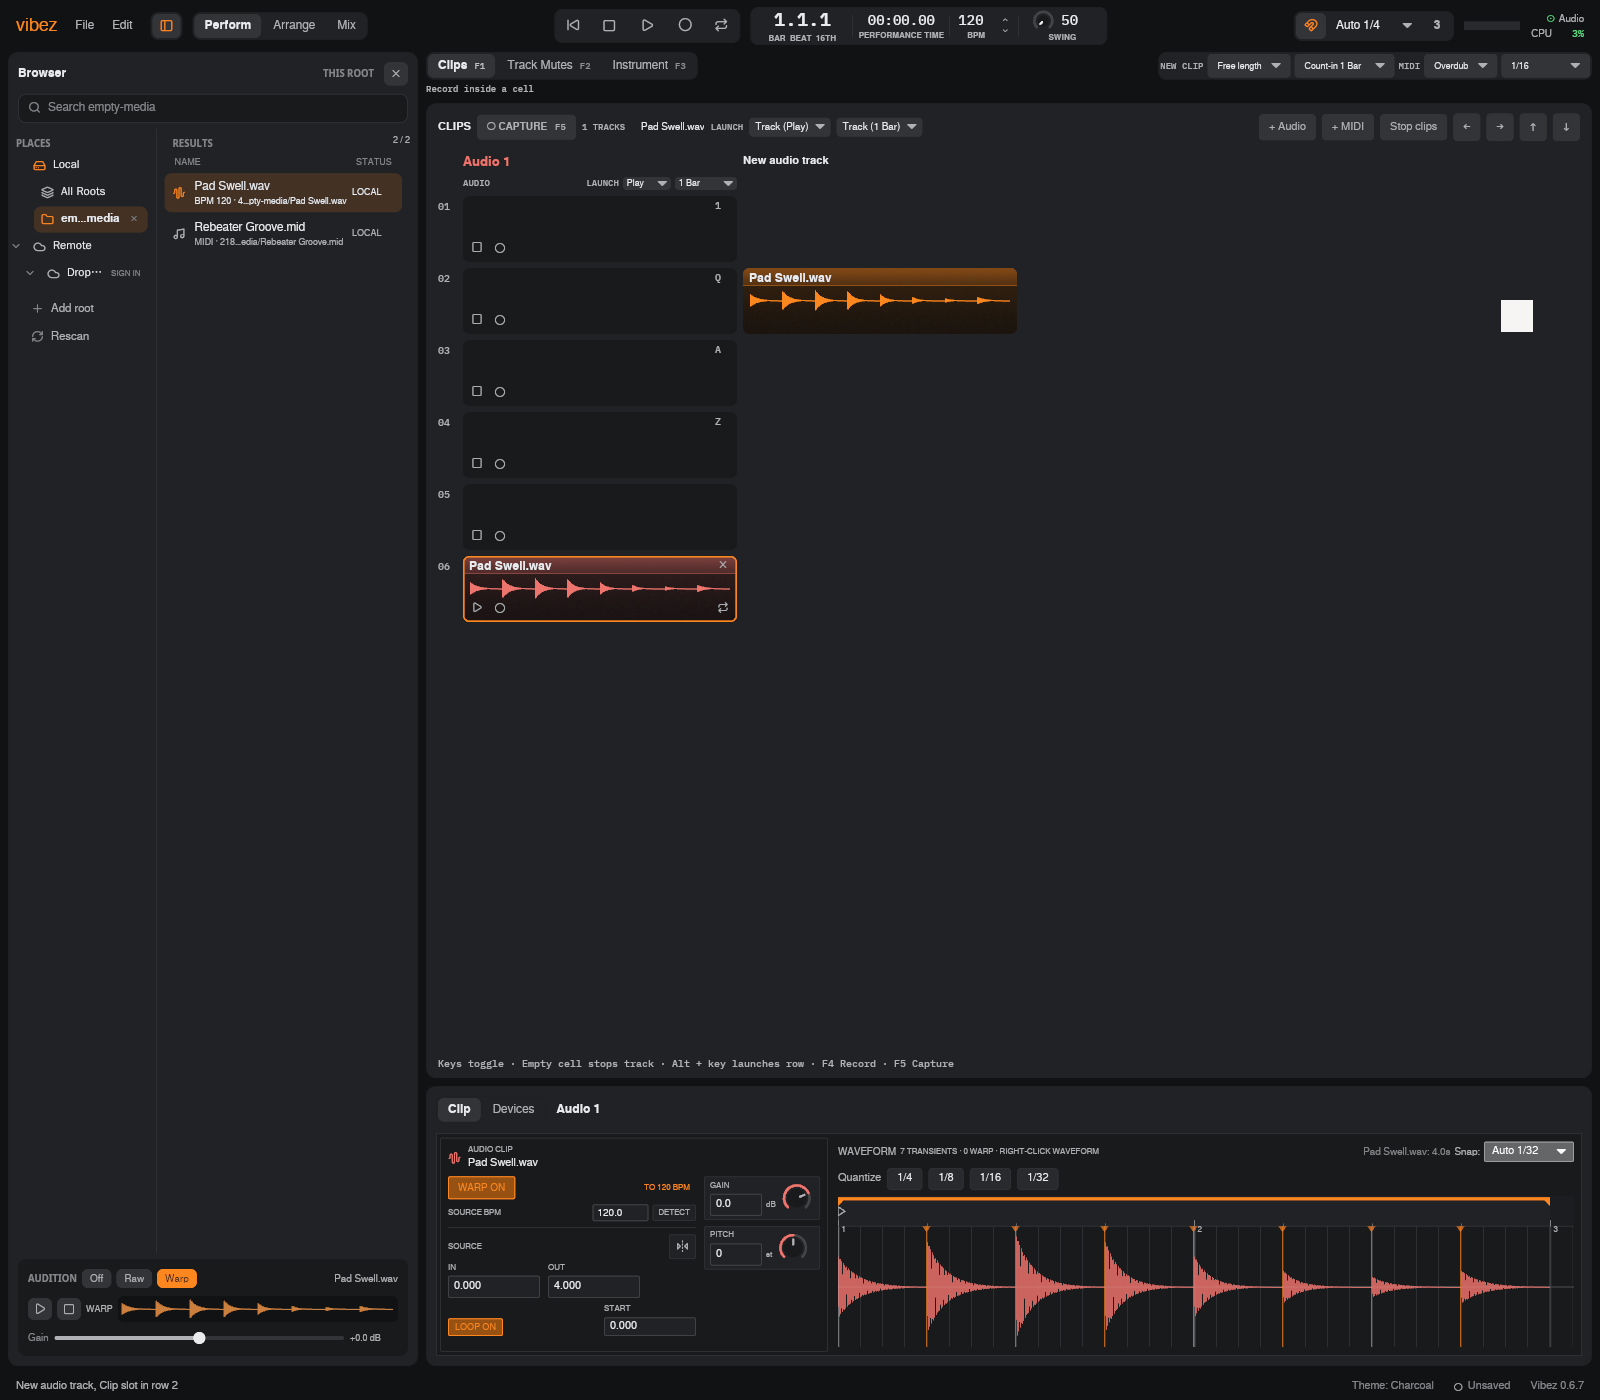 vibez File Edit Perform Arrange Mix
1.1.1 BAR BEAT 16TH
00:00.00 PERFORMANCE TIME
120 BPM
50 SWING
Auto 1/4 3
Audio
CPU 3%
Browser THIS ROOT
Search empty-media
PLACES
Local
All Roots
em...media
Remote
Drop··· SIGN IN
Add root
Rescan
RESULTS 2 / 2
NAME STATUS
Pad Swell.wav LOCAL
BPM 120 · 4...pty-media/Pad Swell.wav
Rebeater Groove.mid LOCAL
MIDI · 218...edia/Rebeater Groove.mid
AUDITION Off Raw Warp Pad Swell.wav
WARP
Gain +0.0 dB
Clips F1 Track Mutes F2 Instrument F3
NEW CLIP Free length Count-in 1 Bar MIDI Overdub 1/16
Record inside a cell
CLIPS CAPTURE F5 1 TRACKS Pad Swell.wav LAUNCH Track (Play) Track (1 Bar)
+ Audio + MIDI Stop clips ← → ↑ ↓
Audio 1 New audio track
AUDIO LAUNCH Play 1 Bar
01 1
02 Q Pad Swell.wav
03 A
04 Z
05
06 Pad Swell.wav X
Keys toggle · Empty cell stops track · Alt + key launches row · F4 Record · F5 Capture
Clip Devices Audio 1
AUDIO CLIP
Pad Swell.wav
WARP ON TO 120 BPM
SOURCE BPM 120.0 DETECT
SOURCE
IN OUT
0.000 4.000
START
LOOP ON 0.000
GAIN
0.0 dB
PITCH
0 st
WAVEFORM 7 TRANSIENTS · 0 WARP · RIGHT-CLICK WAVEFORM
Pad Swell.wav: 4.0s Snap: Auto 1/32
Quantize 1/4 1/8 1/16 1/32
1 2 3
New audio track, Clip slot in row 2
Theme: Charcoal Unsaved Vibez 0.6.7